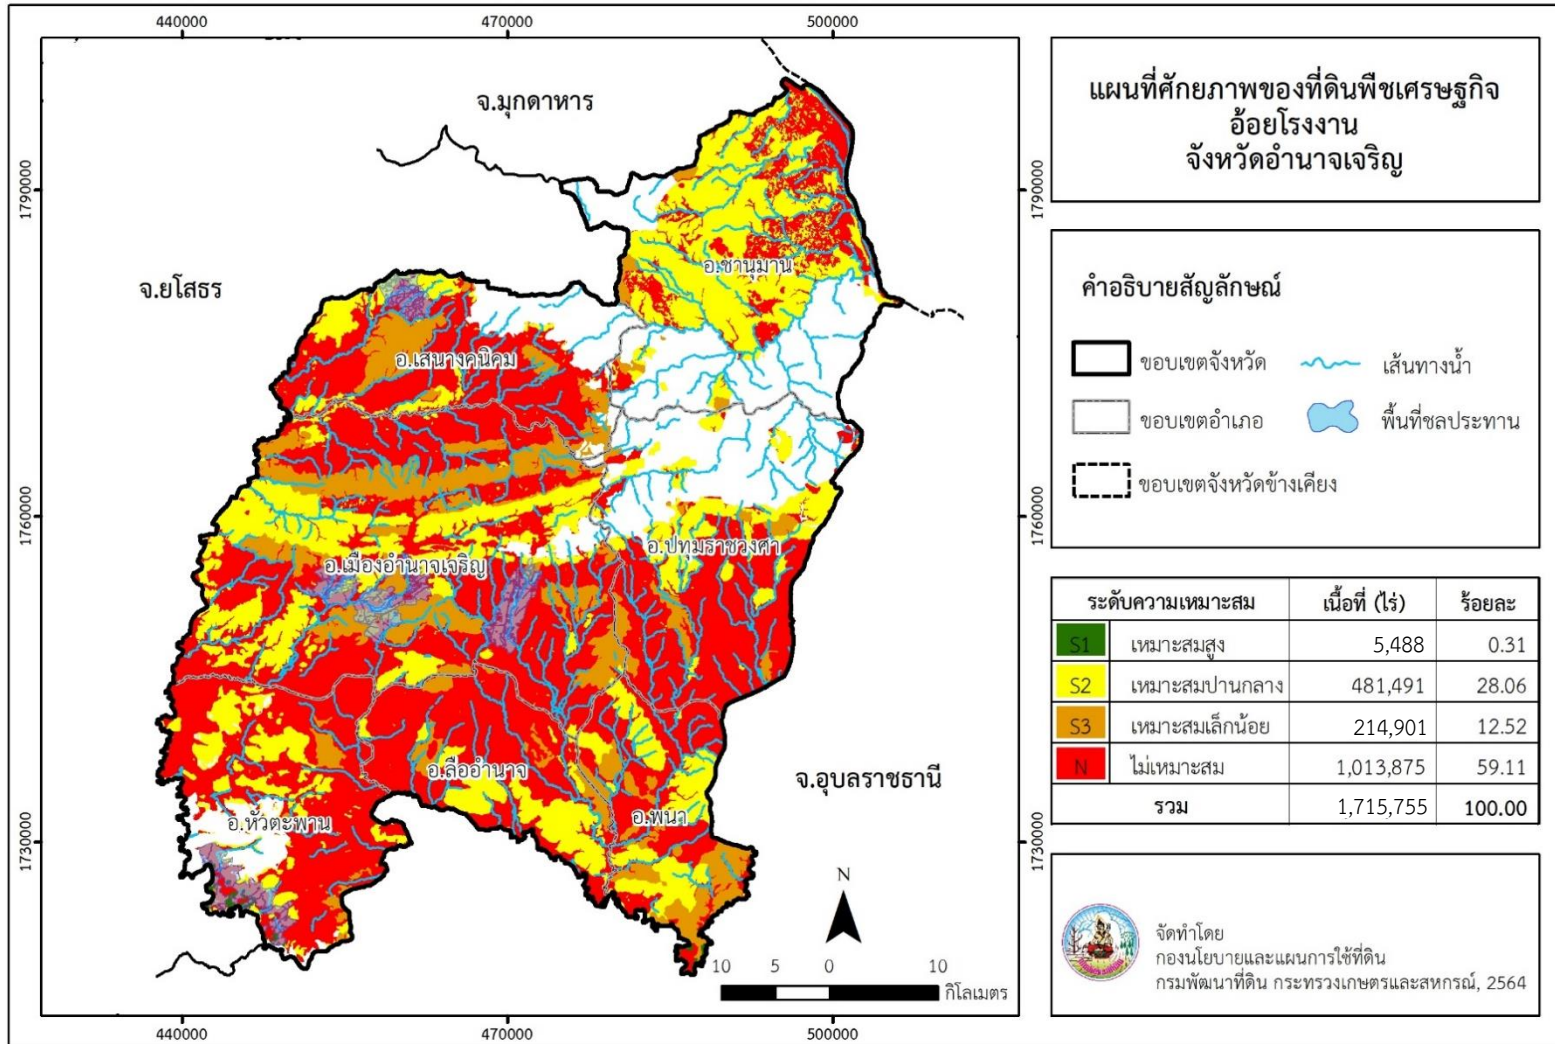 440000 470000 500000
จ.มุกดาหาร
จ.ยโสธร
อ.ชานุมาน
อ.เสนางคนิคม
อ.ปทุมราชวงศา
อ.เมืองอำนาจเจริญ
อ.ลืออำนาจ
จ.อุบลราชธานี
อ.หัวตะพาน
อ.พนา
N
10 5 0 10
กิโลเมตร
1790000 1790000
1760000 1760000
1730000 1730000
440000 470000 500000
แผนที่ศักยภาพของที่ดินพืชเศรษฐกิจ
อ้อยโรงงาน
จังหวัดอำนาจเจริญ
คำอธิบายสัญลักษณ์
ขอบเขตจังหวัด เส้นทางน้ำ
ขอบเขตอำเภอ พื้นที่ชลประทาน
ขอบเขตจังหวัดข้างเคียง
ระดับความเหมาะสม เนื้อที่ (ไร่) ร้อยละ
S1 เหมาะสมสูง 5,488 0.31
S2 เหมาะสมปานกลาง 481,491 28.06
S3 เหมาะสมเล็กน้อย 214,901 12.52
N ไม่เหมาะสม 1,013,875 59.11
รวม 1,715,755 100.00
จัดทำโดย
กองนโยบายและแผนการใช้ที่ดิน
กรมพัฒนาที่ดิน กระทรวงเกษตรและสหกรณ์, 2564